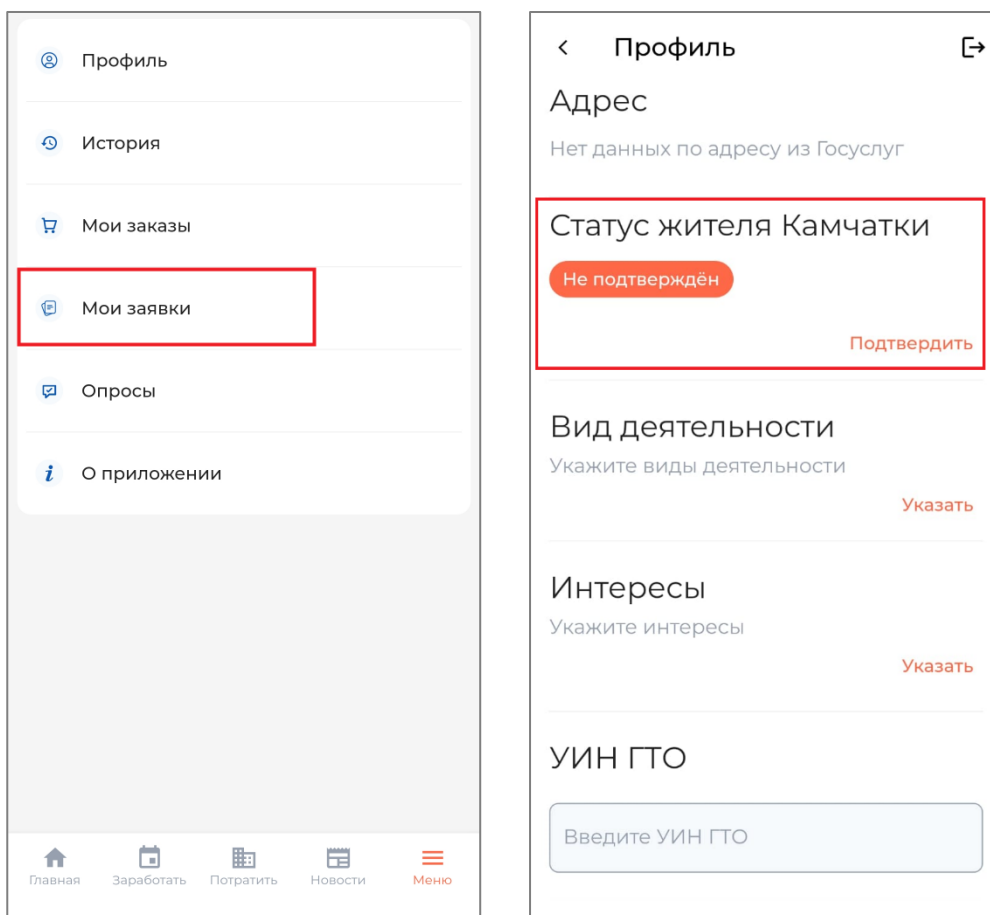 Профиль
История
Мои заказы
Мои заявки
Опросы
О приложении
Главная
Заработать
Потратить
Новости
Меню
Профиль
Адрес
Нет данных по адресу из Госуслуг
Статус жителя Камчатки
Не подтверждён
Подтвердить
Вид деятельности
Укажите виды деятельности
Указать
Интересы
Укажите интересы
Указать
УИН ГТО
Введите УИН ГТО